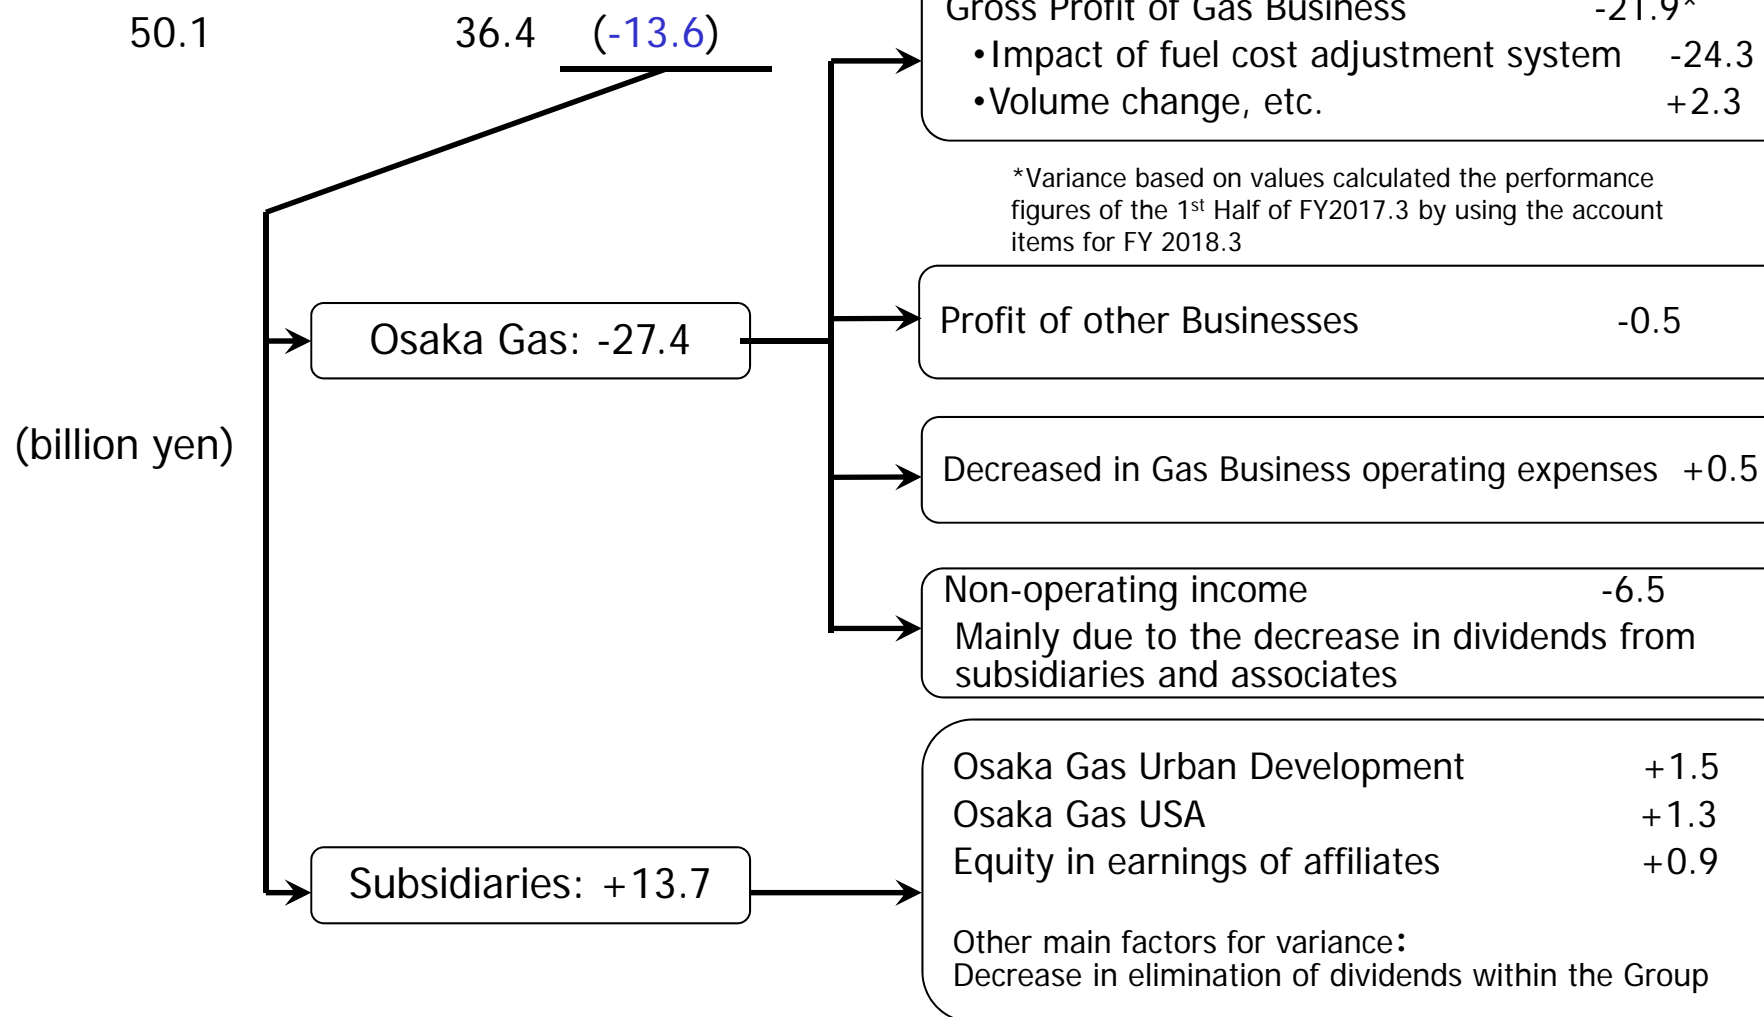 50.1 36.4 (-13.6)
Gross Profit of Gas Business -21.9*
•Impact of fuel cost adjustment system -24.3
•Volume change, etc. +2.3
*Variance based on values calculated the performance
figures of the 1st Half of FY2017.3 by using the account
items for FY 2018.3
Profit of other Businesses -0.5
Osaka Gas: -27.4
(billion yen)
Decreased in Gas Business operating expenses +0.5
Non-operating income -6.5
Mainly due to the decrease in dividends from
subsidiaries and associates
Osaka Gas Urban Development +1.5
Osaka Gas USA +1.3
Equity in earnings of affiliates +0.9
Subsidiaries: +13.7
Other main factors for variance:
Decrease in elimination of dividends within the Group